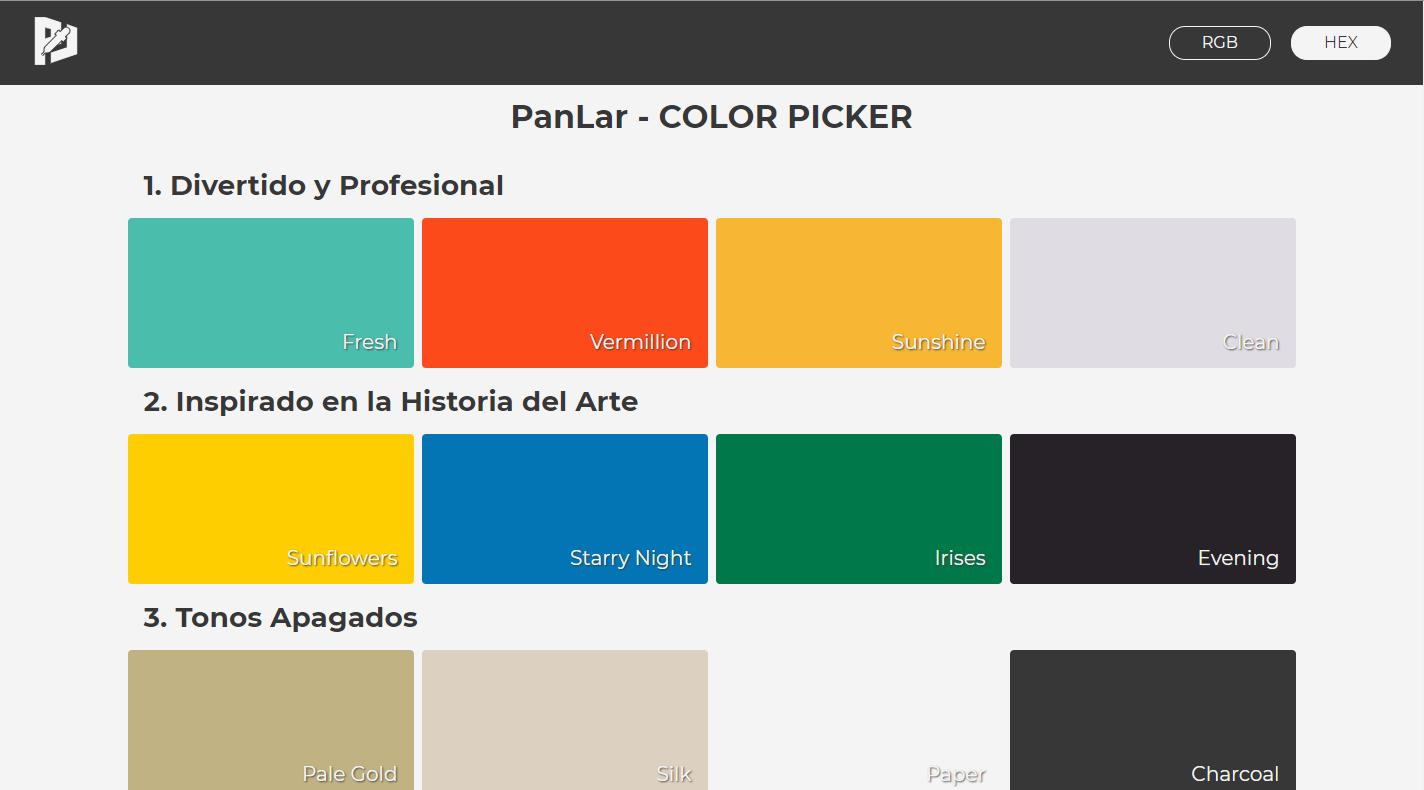 RGB
HEX
PanLar - COLOR PICKER
1. Divertido y Profesional
Fresh
Vermillion
Sunshine
Clean
2. Inspirado en la Historia del Arte
Sunflowers
Starry Night
Irises
Evening
3. Tonos Apagados
Pale Gold
Silk
Paper
Charcoal